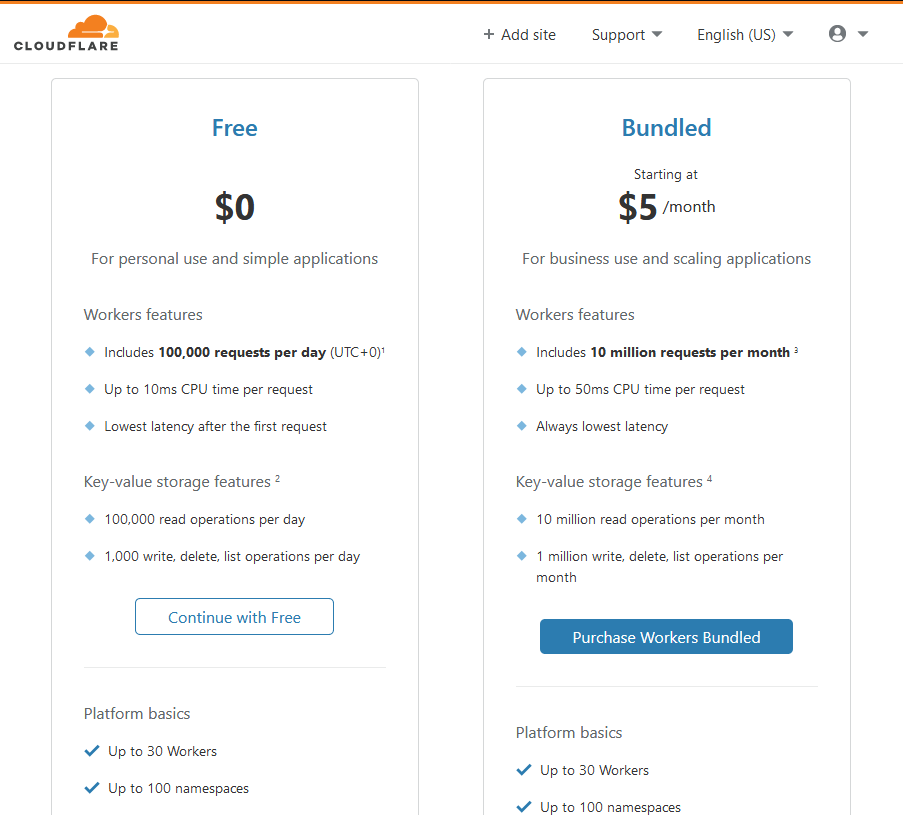 CLOUDFLARE
+ Add site
Support
English (US)
Free
$0
For personal use and simple applications
Workers features
Includes 100,000 requests per day (UTC+0)¹
Up to 10ms CPU time per request
Lowest latency after the first request
Key-value storage features ²
100,000 read operations per day
1,000 write, delete, list operations per day
Continue with Free
Platform basics
Up to 30 Workers
Up to 100 namespaces
Bundled
Starting at
$5 /month
For business use and scaling applications
Workers features
Includes 10 million requests per month ³
Up to 50ms CPU time per request
Always lowest latency
Key-value storage features ⁴
10 million read operations per month
1 million write, delete, list operations per
month
Purchase Workers Bundled
Platform basics
Up to 30 Workers
Up to 100 namespaces